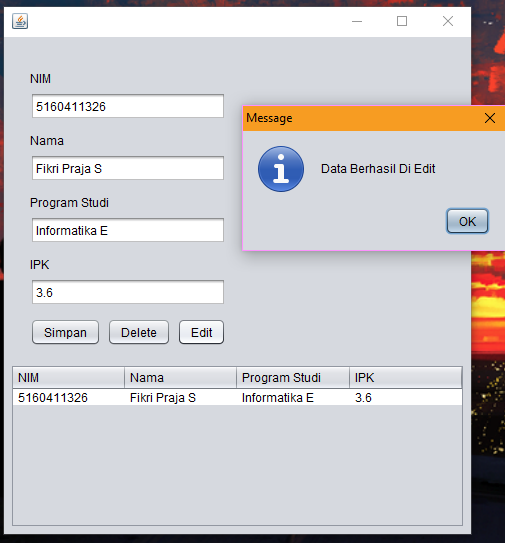 NIM
5160411326
Nama
Fikri Praja S
Program Studi
Informatika E
IPK
3.6
Simpan Delete Edit
NIM Nama Program Studi IPK
5160411326 Fikri Praja S Informatika E 3.6
Message
Data Berhasil Di Edit
OK